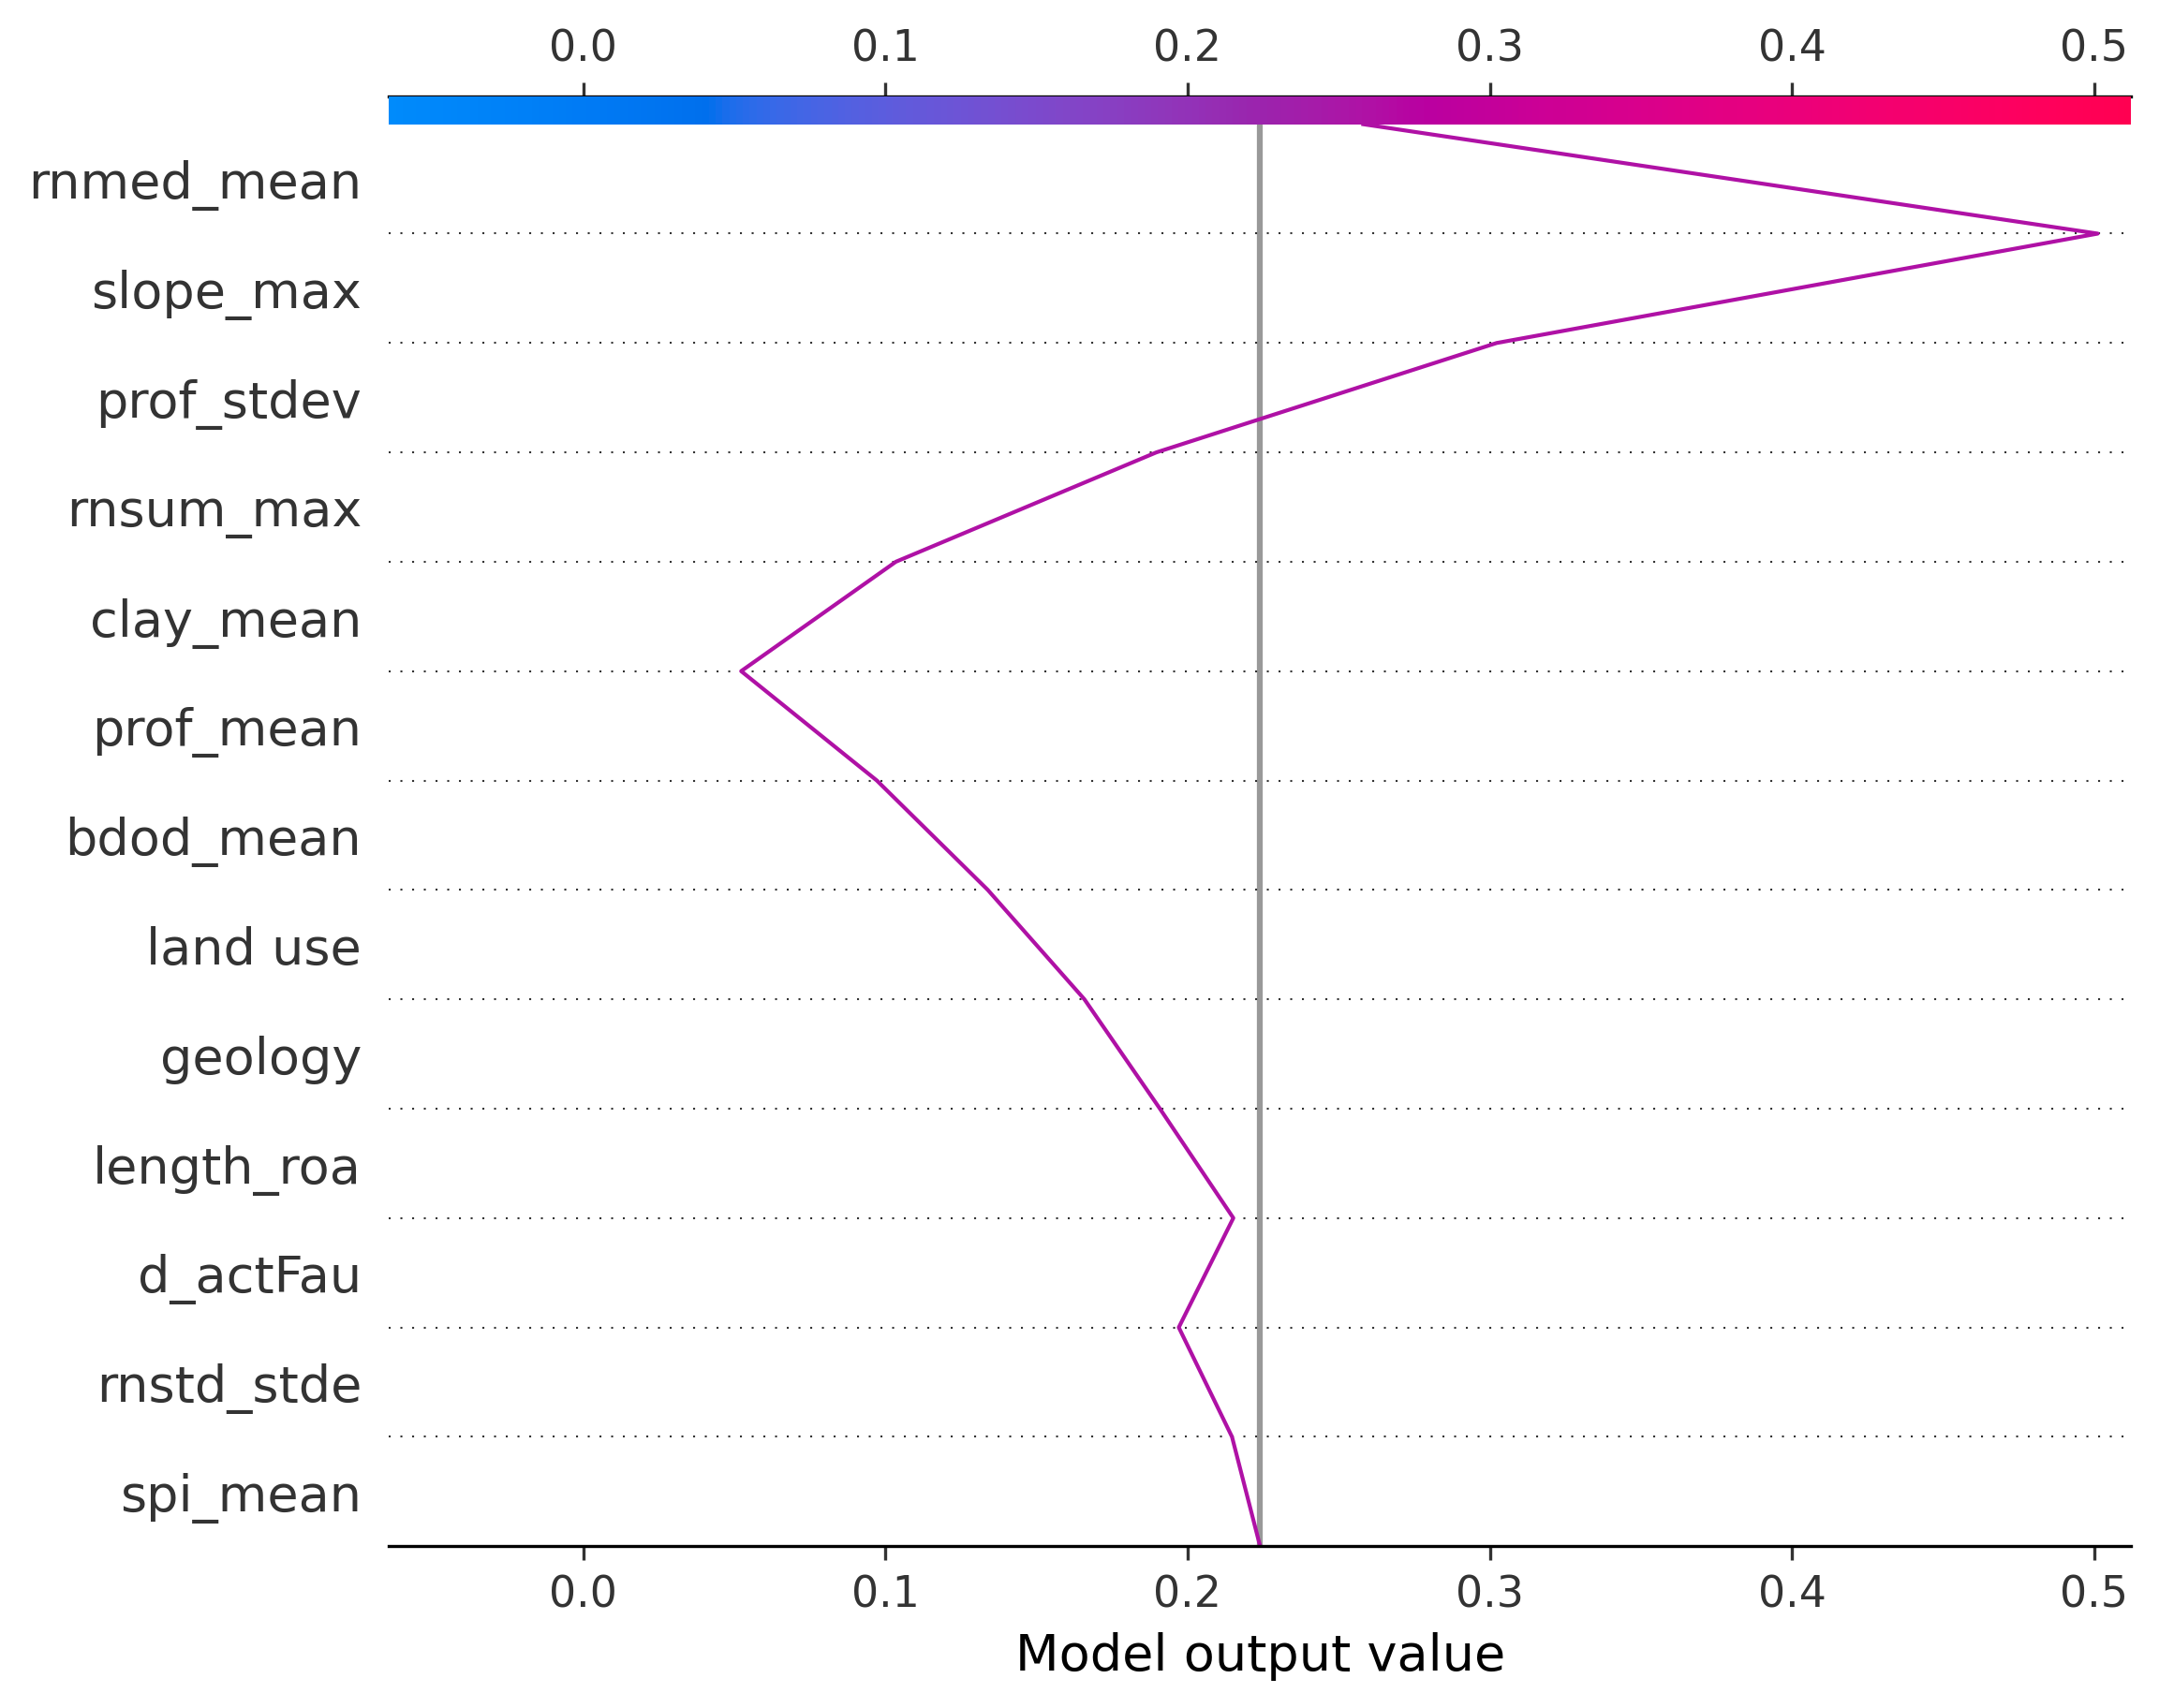 0.0 0.1 0.2 0.3 0.4 0.5
rnmed_mean
slope_max
prof_stdev
rnsum_max
clay_mean
prof_mean
bdod_mean
land use
geology
length_roa
d_actFau
rnstd_stde
spi_mean
0.0 0.1 0.2 0.3 0.4 0.5
Model output value